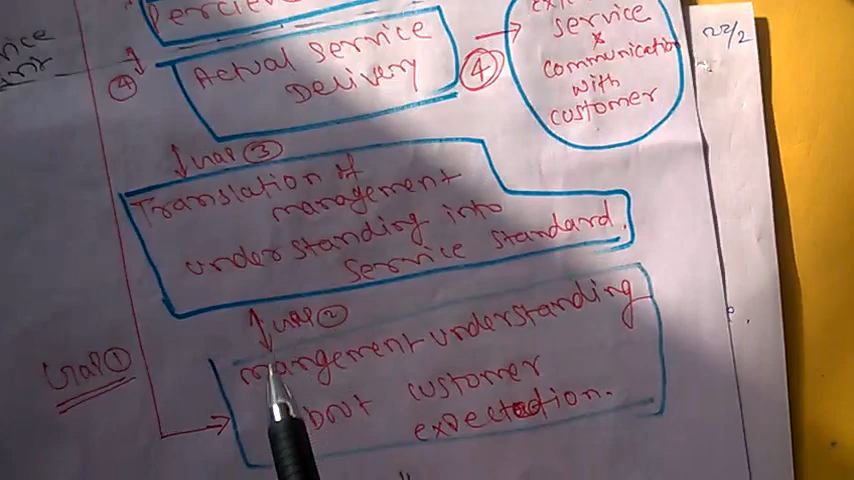 Percie
Actual Service
Delivery
④
④
service
&
communication
with
customer
22/2
Gap ③
Translation of
management
understanding into
service standard.
Gap ②
Gap ①
mangement understanding
customer
expectation.